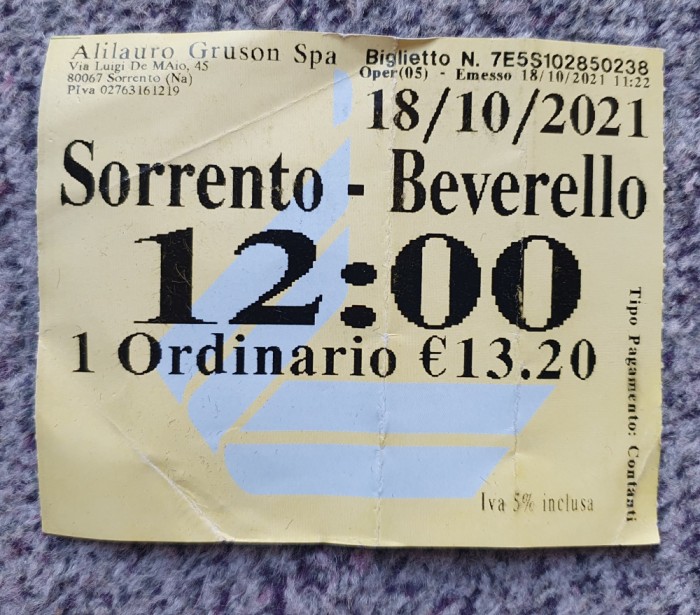 Alilauro Gruson Spa
Via Luigi De MAio, 45
80067 Sorrento (Na)
PIva 02763161219
Biglietto N. 7E5S102850238
Oper(05) - Emesso 18/10/2021 11:22
18/10/2021
Sorrento - Beverello
12:00
1 Ordinario €13.20
Tipo Pagamento: Contanti
Iva 5% inclusa